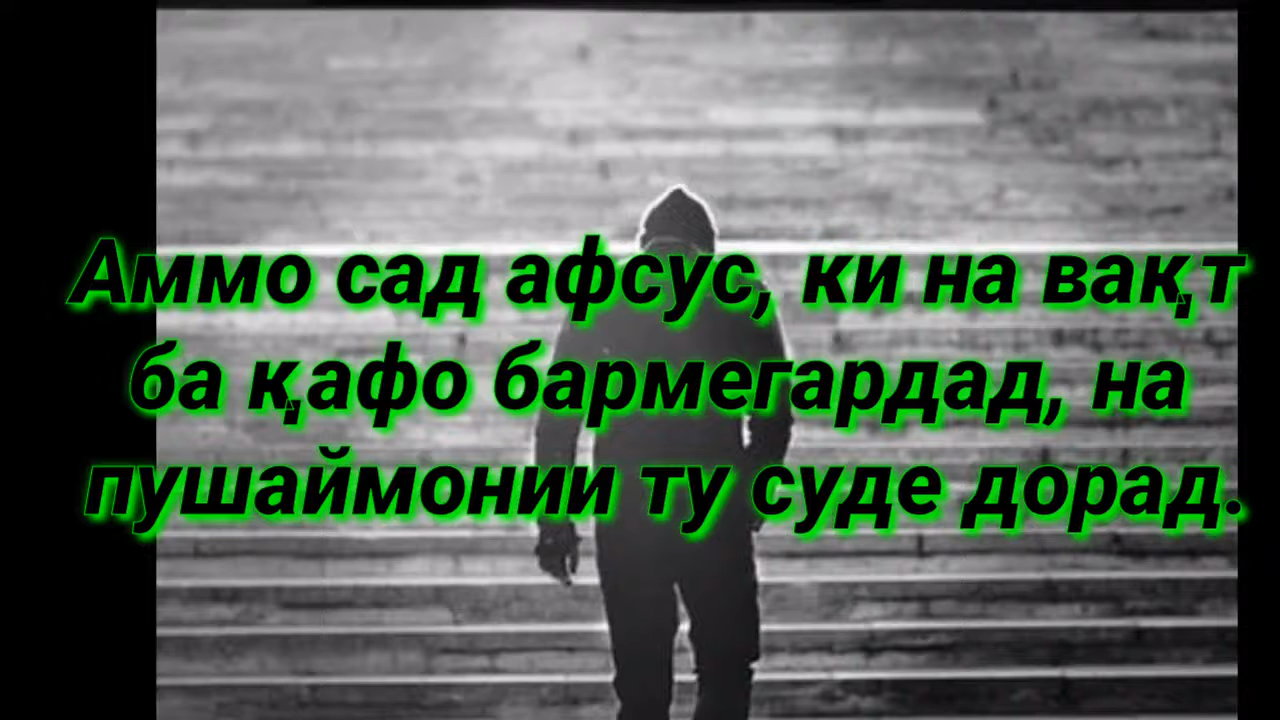 Аммо сад афсус, ки на вақт
ба қафо бармегардад, на
пушаймонии ту суде дорад.